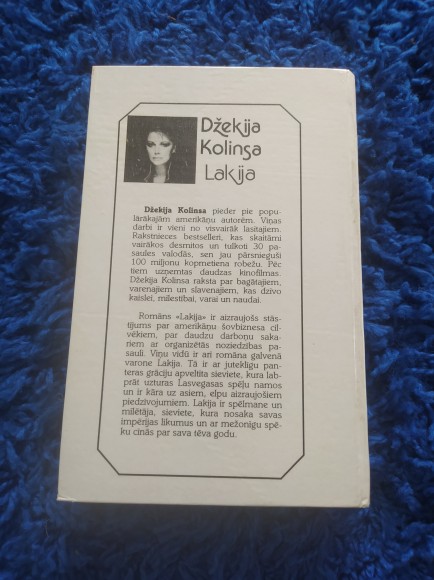 Džekija
Kolinsa
Lakija
Džekija Kolinsa pieder pie popu-
lārākajām amerikāņu autorēm. Viņas
darbi ir vieni no visvairāk lasītajiem.
Rakstnieces bestselleri, kas skaitāmi
vairākos desmitos un tulkoti 30 pa-
saules valodās, sen jau pārsnieguši
100 miljonu kopmetiena robežu. Pēc
tiem uzņemtas daudzas kinofilmas.
Džekija Kolinsa raksta par bagātajiem,
varenajiem un slavenajiem, kas dzīvo
kaislei, mīlestībai, varai un naudai.
Romāns «Lakija» ir aizraujošs stās-
tījums par amerikāņu šovbiznesa cil-
vēkiem, par daudzu darboņu saka-
riem ar organizētās noziedzības pa-
sauli. Viņu vidū ir arī romāna galvenā
varone Lakija. Tā ir ar juteklīgu pan-
teras grāciju apveltīta sieviete, kura lab-
prāt uzturas Lasvegasas spēļu namos
un ir kāra uz asiem, elpu aizraujošiem
piedzīvojumiem. Lakija ir spēlmane un
mīlētāja, sieviete, kura nosaka savas
impērijas likumus un ar mežonīgu spē-
ku cīnās par sava tēva godu.